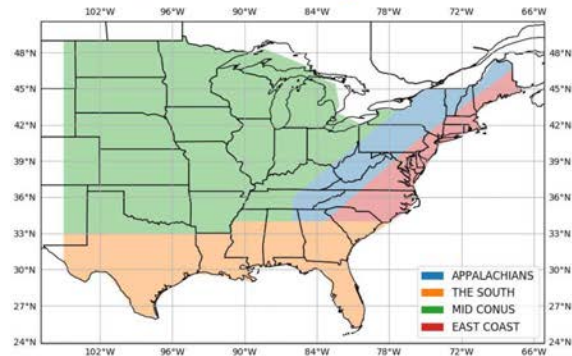 102°W 96°W 90°W 84°W 78°W 72°W 66°W
48°N 48°N
45°N 45°N
42°N 42°N
39°N 39°N
36°N 36°N
33°N 33°N
30°N 30°N
27°N 27°N
24°N 24°N
APPALACHIANS
THE SOUTH
MID CONUS
EAST COAST
102°W 96°W 90°W 84°W 78°W 72°W 66°W